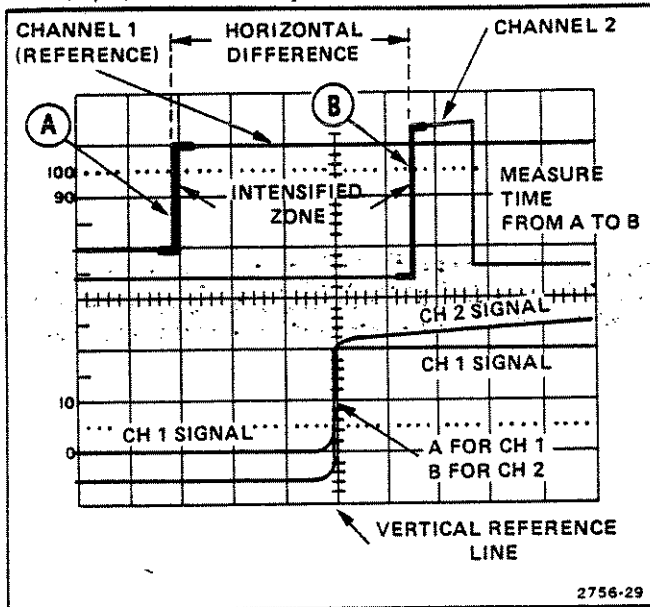 CHANNEL 1
(REFERENCE)
HORIZONTAL
DIFFERENCE
CHANNEL 2
A
B
100
90
INTENSIFIED
ZONE
MEASURE
TIME
FROM A TO B
CH 2 SIGNAL
CH 1 SIGNAL
10
CH 1 SIGNAL
0
A FOR CH 1
B FOR CH 2
VERTICAL REFERENCE
LINE
2756-29